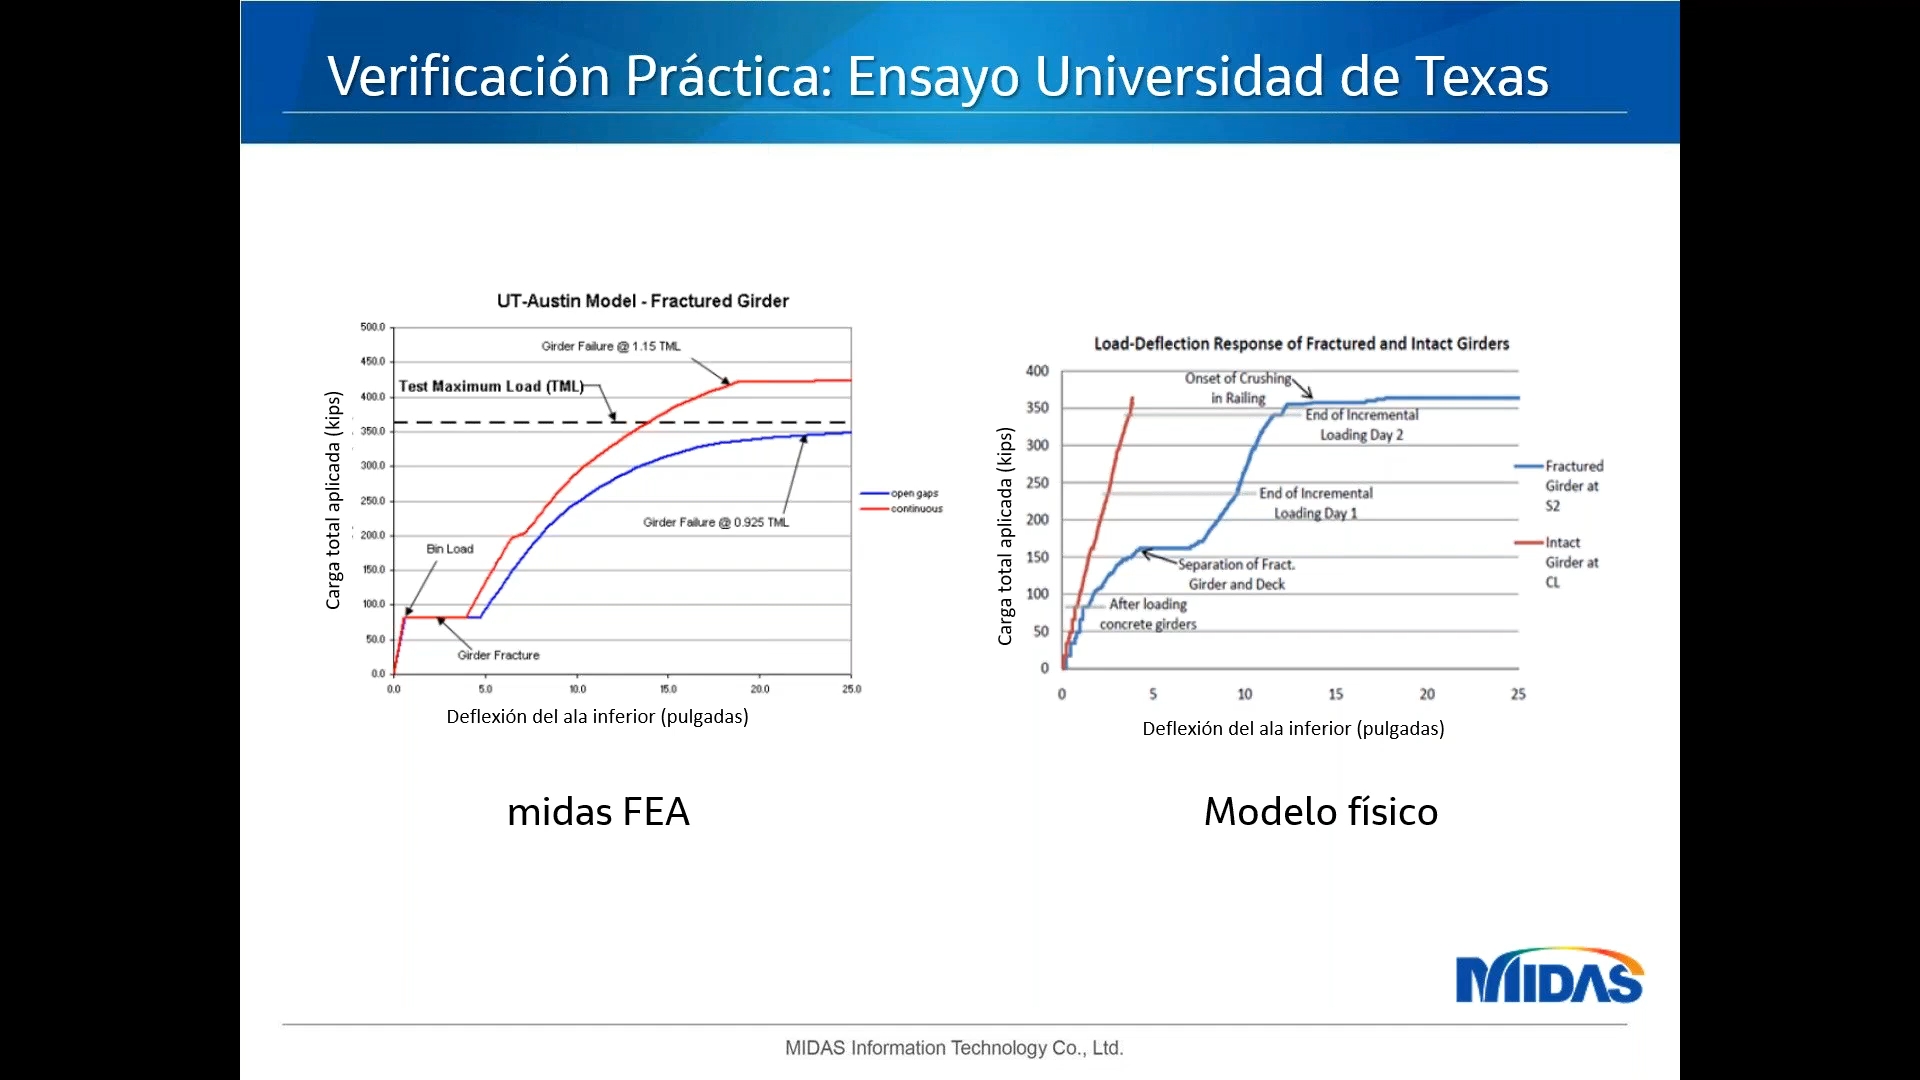 Verificación Práctica: Ensayo Universidad de Texas
UT-Austin Model - Fractured Girder
500.0
450.0
400.0
350.0
300.0
250.0
200.0
150.0
100.0
50.0
0.0
0.0 5.0 10.0 15.0 20.0 25.0
Carga total aplicada (kips)
Deflexión del ala inferior (pulgadas)
Girder Failure @ 1.15 TML
Test Maximum Load (TML)
Girder Failure @ 0.925 TML
Bin Load
Girder Fracture
open gaps
continuous
midas FEA
Load-Deflection Response of Fractured and Intact Girders
400
350
300
250
200
150
100
50
0
0 5 10 15 20 25
Carga total aplicada (kips)
Deflexión del ala inferior (pulgadas)
Onset of Crushing
in Railing
End of Incremental
Loading Day 2
End of Incremental
Loading Day 1
Separation of Fract.
Girder and Deck
After loading
concrete girders
Fractured
Girder at
S2
Intact
Girder at
CL
Modelo físico
MIDAS
MIDAS Information Technology Co., Ltd.